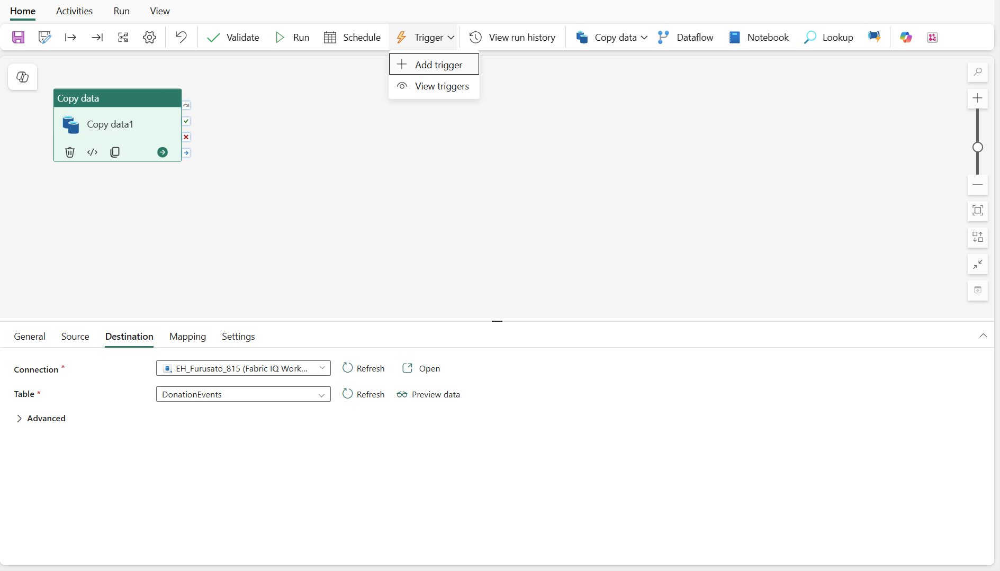 Home Activities Run View
Validate Run Schedule Trigger View run history Copy data Dataflow Notebook Lookup
Add trigger
View triggers
Copy data
Copy data1
General Source Destination Mapping Settings
Connection * EH_Furusato_815 (Fabric IQ Work... Refresh Open
Table * DonationEvents Refresh Preview data
Advanced